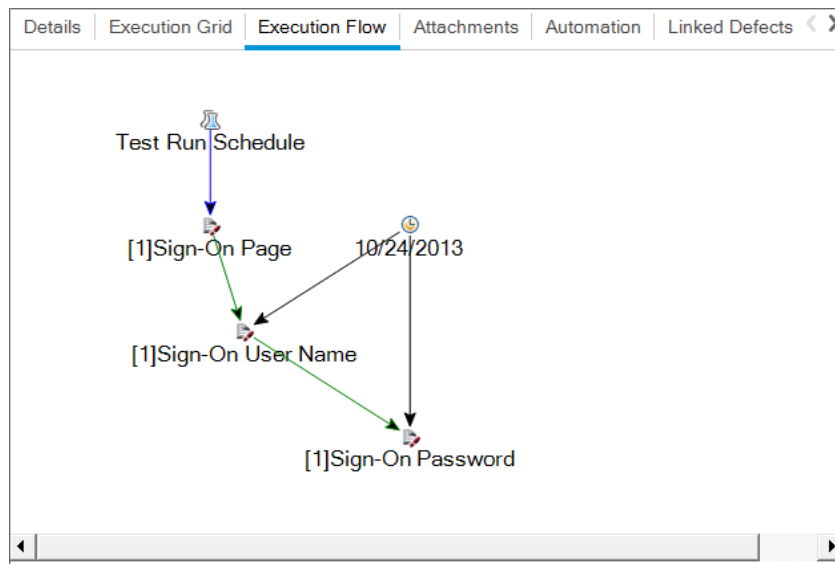 Details Execution Grid Execution Flow Attachments Automation Linked Defects
Test Run Schedule
[1]Sign-On Page 10/24/2013
[1]Sign-On User Name
[1]Sign-On Password